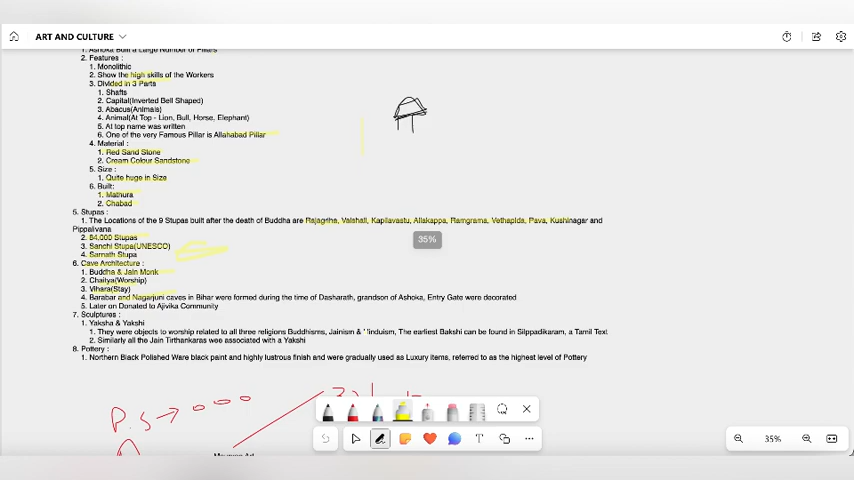 ART AND CULTURE
1. Ashoka Built a Large Number of Pillars
2. Features :
1. Monolithic
2. Show the high skills of the Workers
3. Divided in 3 Parts
1. Shafts
2. Capital(Inverted Bell Shaped)
3. Abacus(Animals)
4. Animal(At Top - Lion, Bull, Horse, Elephant)
5. At top name was written
6. One of the very Famous Pillar is Allahabad Pillar
4. Material :
1. Red Sand Stone
2. Cream Colour Sandstone
5. Size :
1. Quite huge in Size
6. Built:
1. Mathura
2. Chabad
5. Stupas :
1. The Locations of the 9 Stupas built after the death of Buddha are Rajagriha, Vaishali, Kapilavastu, Allakappa, Ramgrama, Vethapida, Pava, Kushinagar and
Pippalivana
2. 84,000 Stupas
3. Sanchi Stupa(UNESCO)
4. Sarnath Stupa
35%
6. Cave Architecture :
1. Buddha & Jain Monk
2. Chaitya(Worship)
3. Vihara(Stay)
4. Barabar and Nagarjuni caves in Bihar were formed during the time of Dasharath, grandson of Ashoka, Entry Gate were decorated
5. Later on Donated to Ajivika Community
7. Sculptures :
1. Yaksha & Yakshi
1. They were objects to worship related to all three religions Buddhisms, Jainism & Hinduism, The earliest Bakshi can be found in Silppadikaram, a Tamil Text
2. Similarly all the Jain Tirthankaras wee associated with a Yakshi
8. Pottery :
1. Northern Black Polished Ware black paint and highly lustrous finish and were gradually used as Luxury items, referred to as the highest level of Pottery
P.S →
T
35%